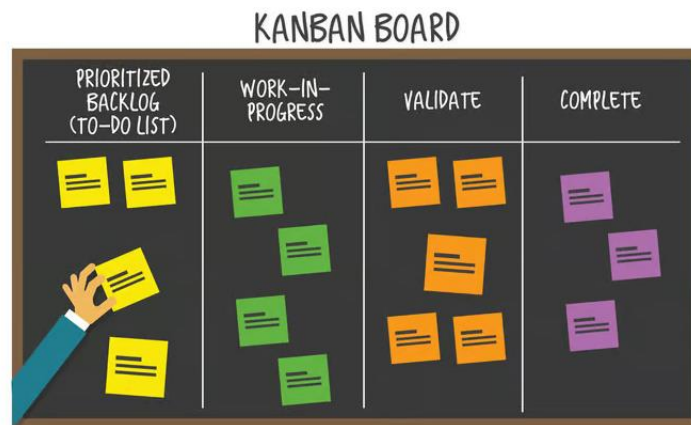 KANBAN BOARD
PRIORITIZED
BACKLOG
(TO-DO LIST)
WORK-IN-
PROGRESS
VALIDATE
COMPLETE